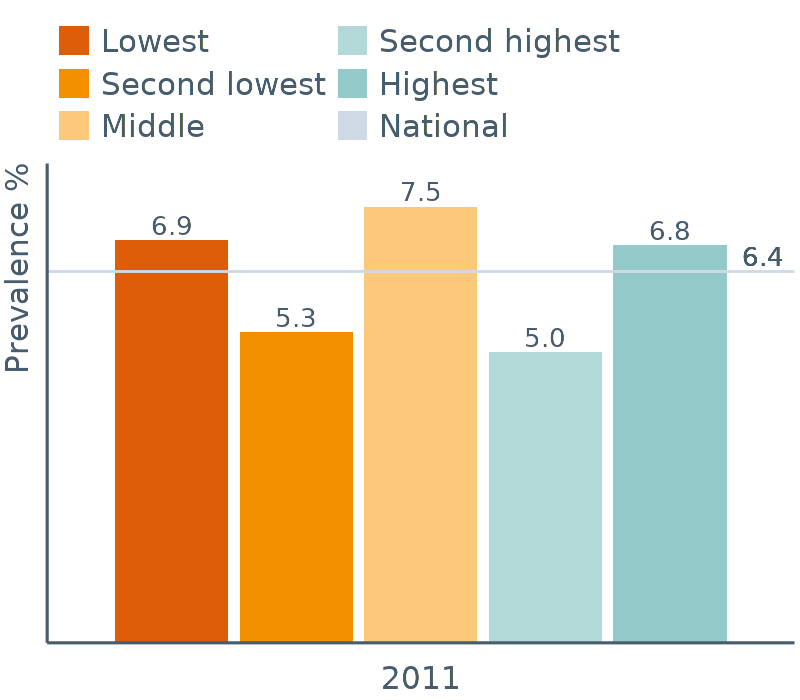 Lowest
Second lowest
Middle
Second highest
Highest
National
Prevalence %
6.9
5.3
7.5
5.0
6.8
6.4
2011